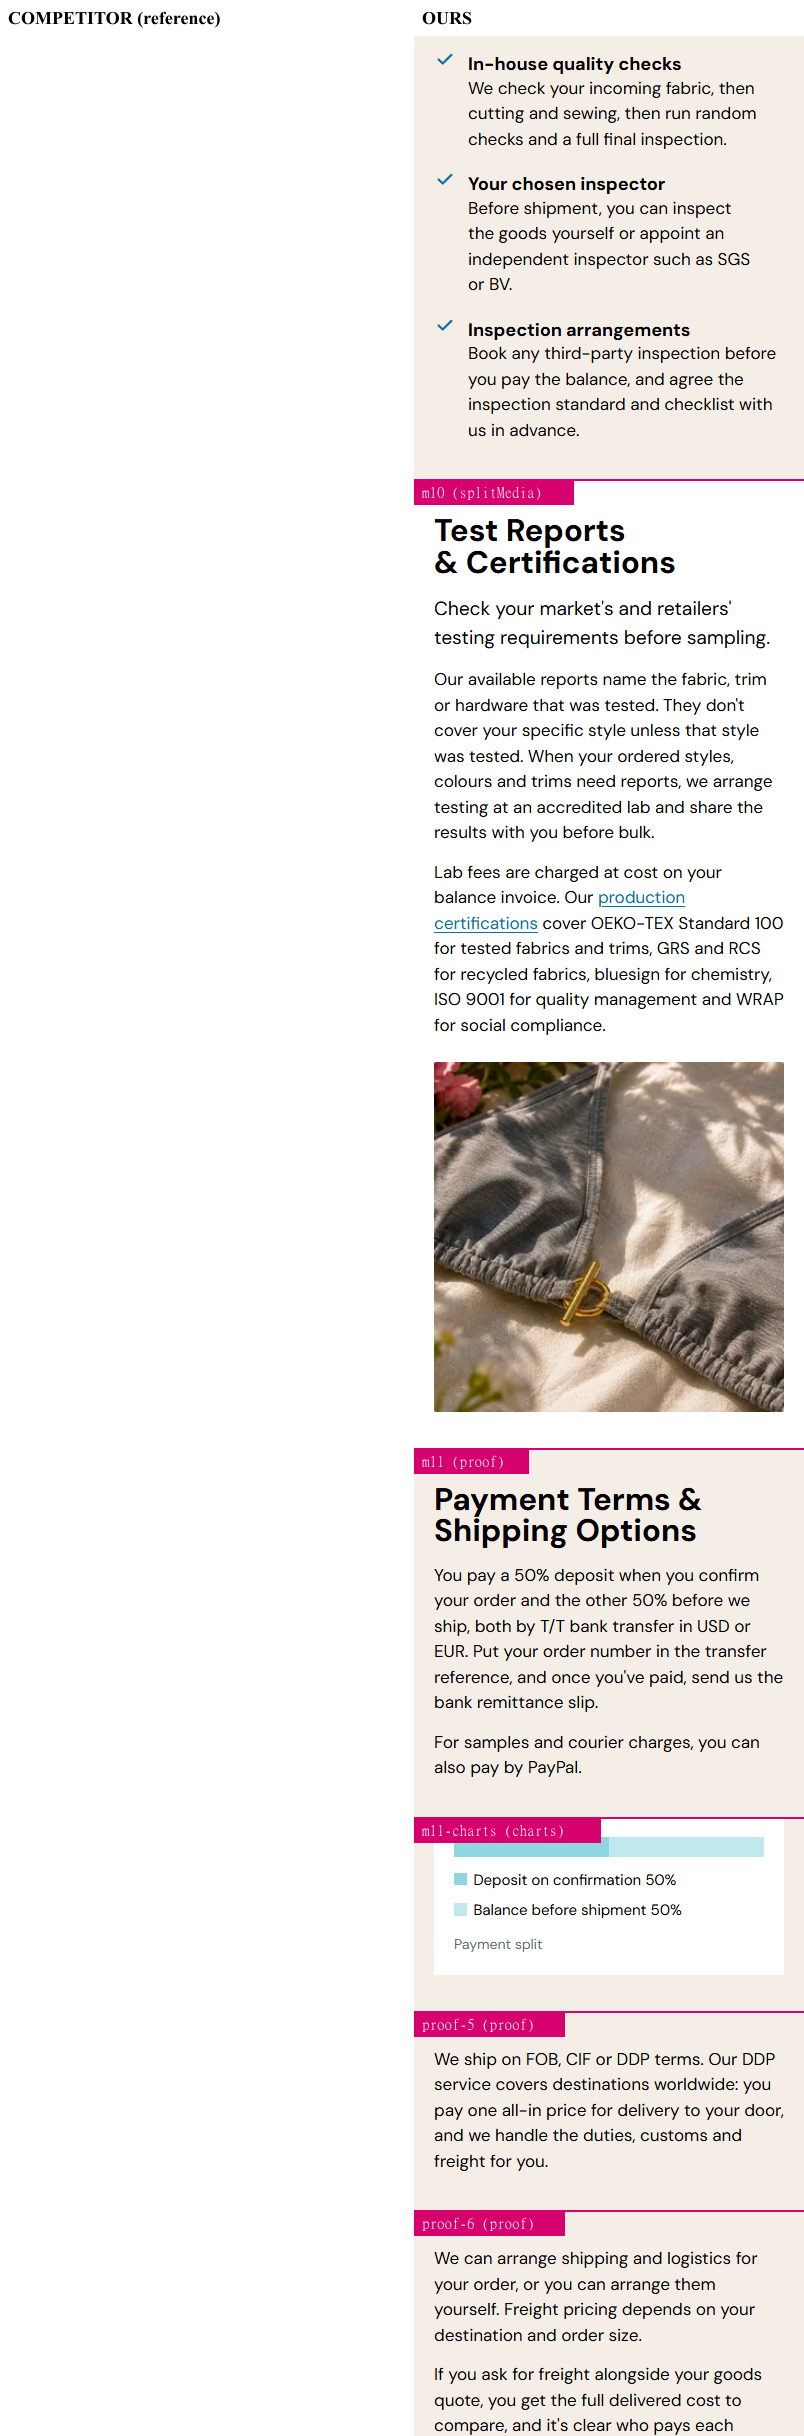 COMPETITOR (reference)
OURS
In-house quality checks
We check your incoming fabric, then
cutting and sewing, then run random
checks and a full final inspection.
Your chosen inspector
Before shipment, you can inspect
the goods yourself or appoint an
independent inspector such as SGS
or BV.
Inspection arrangements
Book any third-party inspection before
you pay the balance, and agree the
inspection standard and checklist with
us in advance.
m10 (splitMedia)
Test Reports
& Certifications
Check your market's and retailers'
testing requirements before sampling.
Our available reports name the fabric, trim
or hardware that was tested. They don't
cover your specific style unless that style
was tested. When your ordered styles,
colours and trims need reports, we arrange
testing at an accredited lab and share the
results with you before bulk.
Lab fees are charged at cost on your
balance invoice. Our production
certifications cover OEKO-TEX Standard 100
for tested fabrics and trims, GRS and RCS
for recycled fabrics, bluesign for chemistry,
ISO 9001 for quality management and WRAP
for social compliance.
m11 (proof)
Payment Terms &
Shipping Options
You pay a 50% deposit when you confirm
your order and the other 50% before we
ship, both by T/T bank transfer in USD or
EUR. Put your order number in the transfer
reference, and once you've paid, send us the
bank remittance slip.
For samples and courier charges, you can
also pay by PayPal.
m11-charts (charts)
Deposit on confirmation 50%
Balance before shipment 50%
Payment split
proof-5 (proof)
We ship on FOB, CIF or DDP terms. Our DDP
service covers destinations worldwide: you
pay one all-in price for delivery to your door,
and we handle the duties, customs and
freight for you.
proof-6 (proof)
We can arrange shipping and logistics for
your order, or you can arrange them
yourself. Freight pricing depends on your
destination and order size.
If you ask for freight alongside your goods
quote, you get the full delivered cost to
compare, and it's clear who pays each